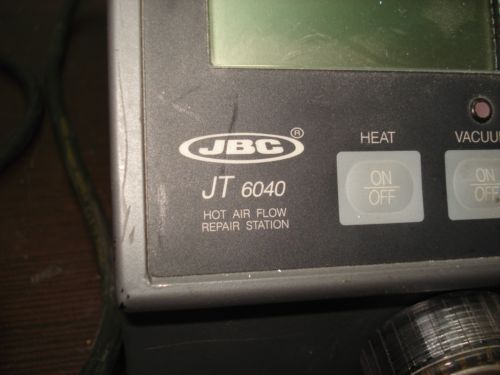 JBC®
JT 6040
HOT AIR FLOW
REPAIR STATION
HEAT
ON
OFF
ON
OFF